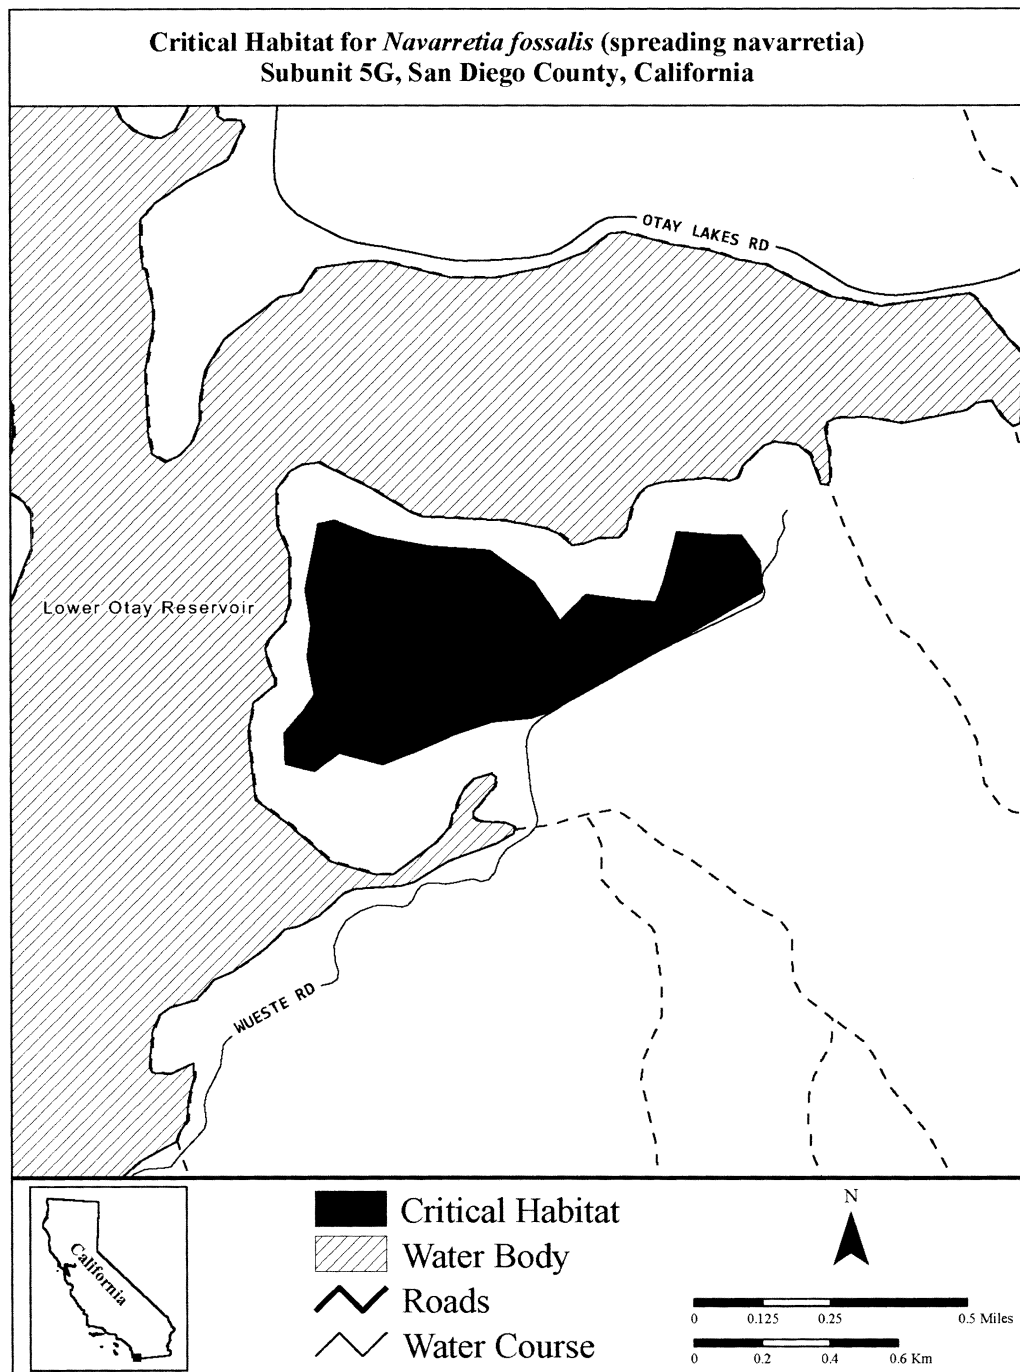 Critical Habitat for Navarretia fossalis (spreading navarretia)
Subunit 5G, San Diego County, California
OTAY LAKES RD
Lower Otay Reservoir
WUESTE RD
California
Critical Habitat
Water Body
Roads
Water Course
N
0 0.125 0.25 0.5 Miles
0 0.2 0.4 0.6 Km